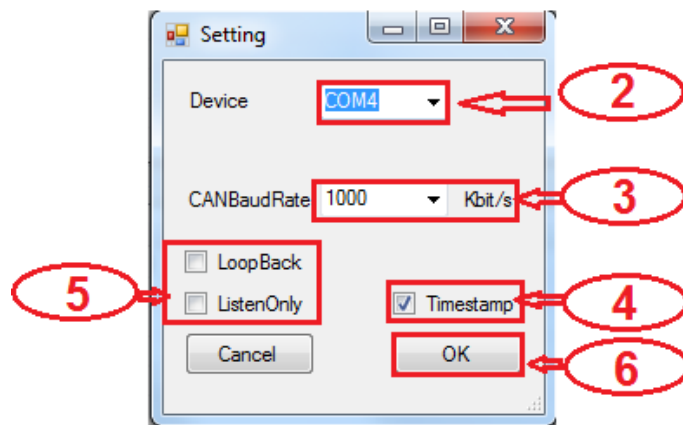 Setting
Device COM4 2
CANBaudRate 1000 Kbit/s 3
LoopBack
5 ListenOnly Timestamp 4
Cancel OK 6